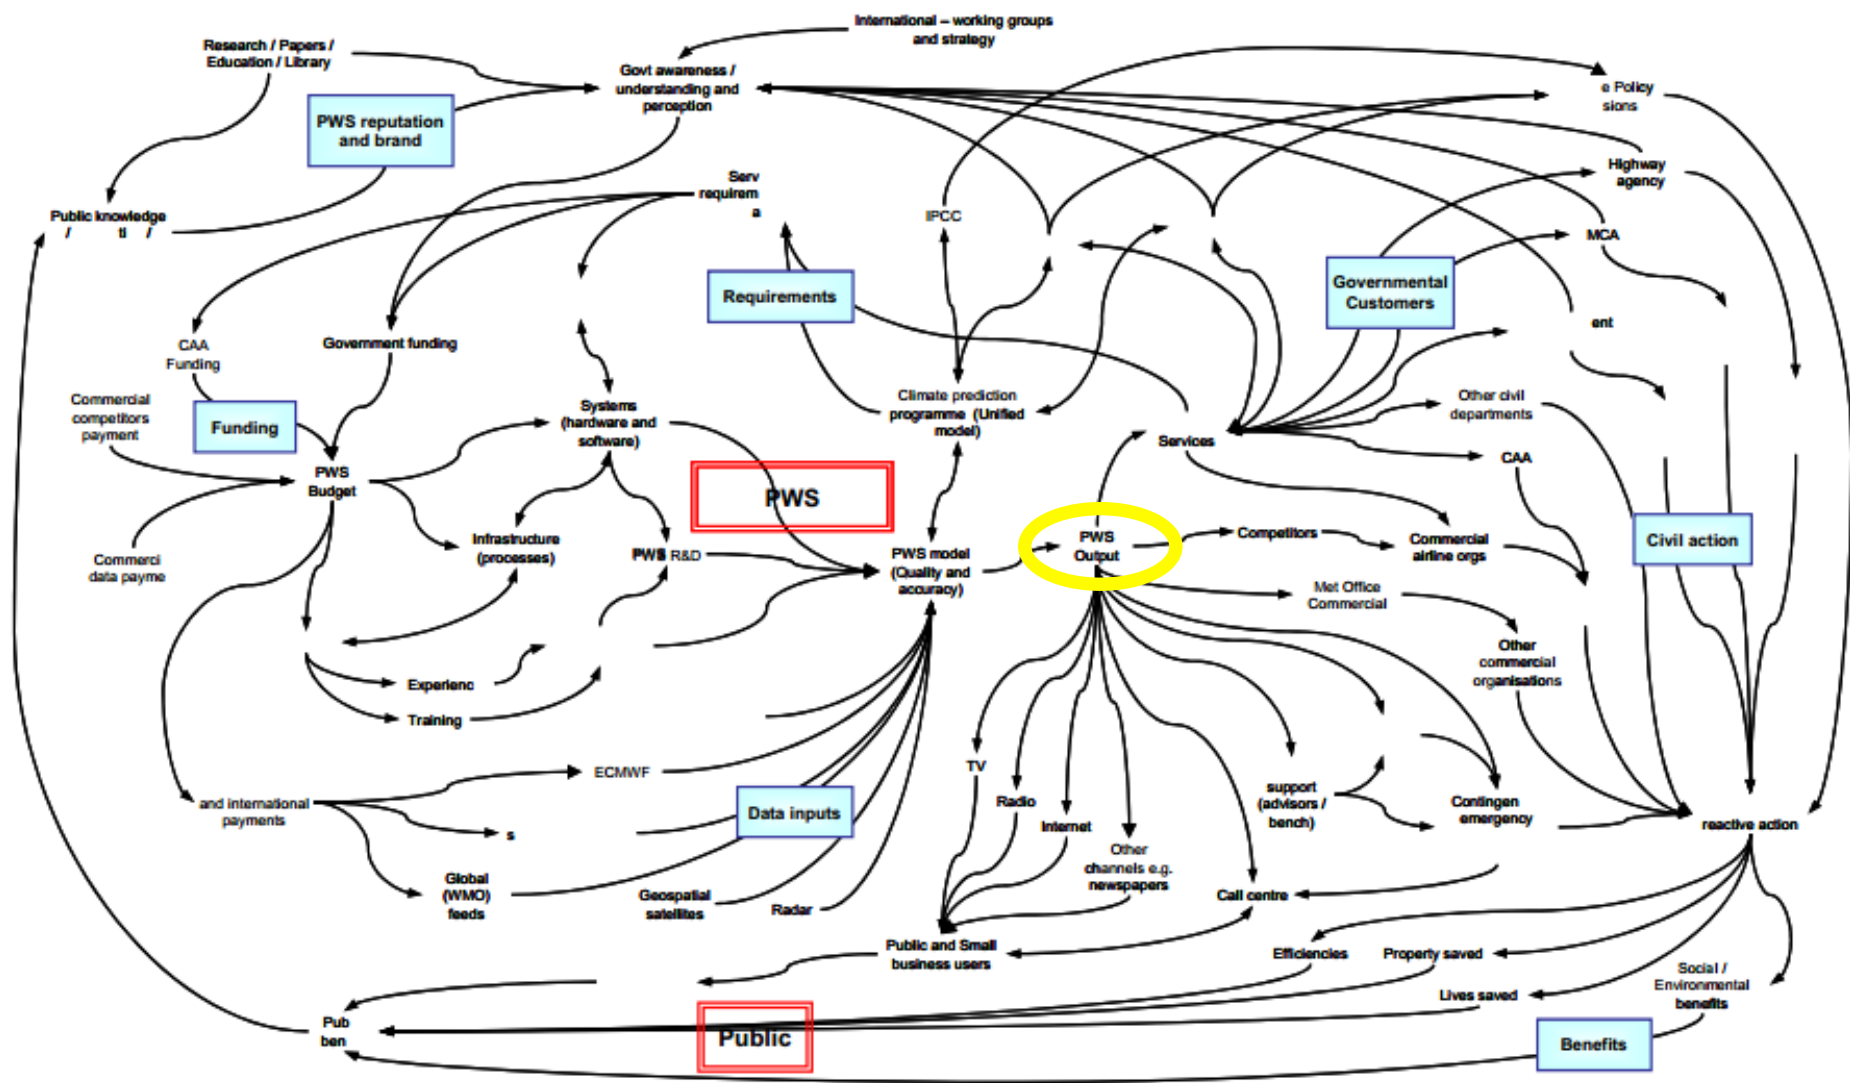 International – working groups
and strategy
Research / Papers /
Education / Library
Govt awareness /
understanding and
perception
e Policy
sions
PWS reputation
and brand
Highway
agency
Serv
requirem
a
Public knowledge
/ ti /
IPCC
MCA
Requirements
Governmental
Customers
ent
CAA
Funding
Government funding
Commercial
competitors
payment
Funding
Systems
(hardware and
software)
Climate prediction
programme (Unified
model)
Other civil
departments
Services
CAA
PWS
Budget
PWS
Infrastructure
(processes)
PWS R&D
PWS model
(Quality and
accuracy)
PWS
Output
Competitors
Commercial
airline orgs
Civil action
Commerci
data payme
Met Office
Commercial
Other
commercial
organisations
Experienc
Training
TV
ECMWF
and international
payments
s
Data inputs
Radio
Internet
support
(advisors /
bench)
Contingen
emergency
reactive action
Other
channels e.g.
newspapers
Global
(WMO)
feeds
Geospatial
satellites
Radar
Call centre
Public and Small
business users
Efficiencies
Property saved
Social /
Environmental
benefits
Lives saved
Pub
ben
Public
Benefits